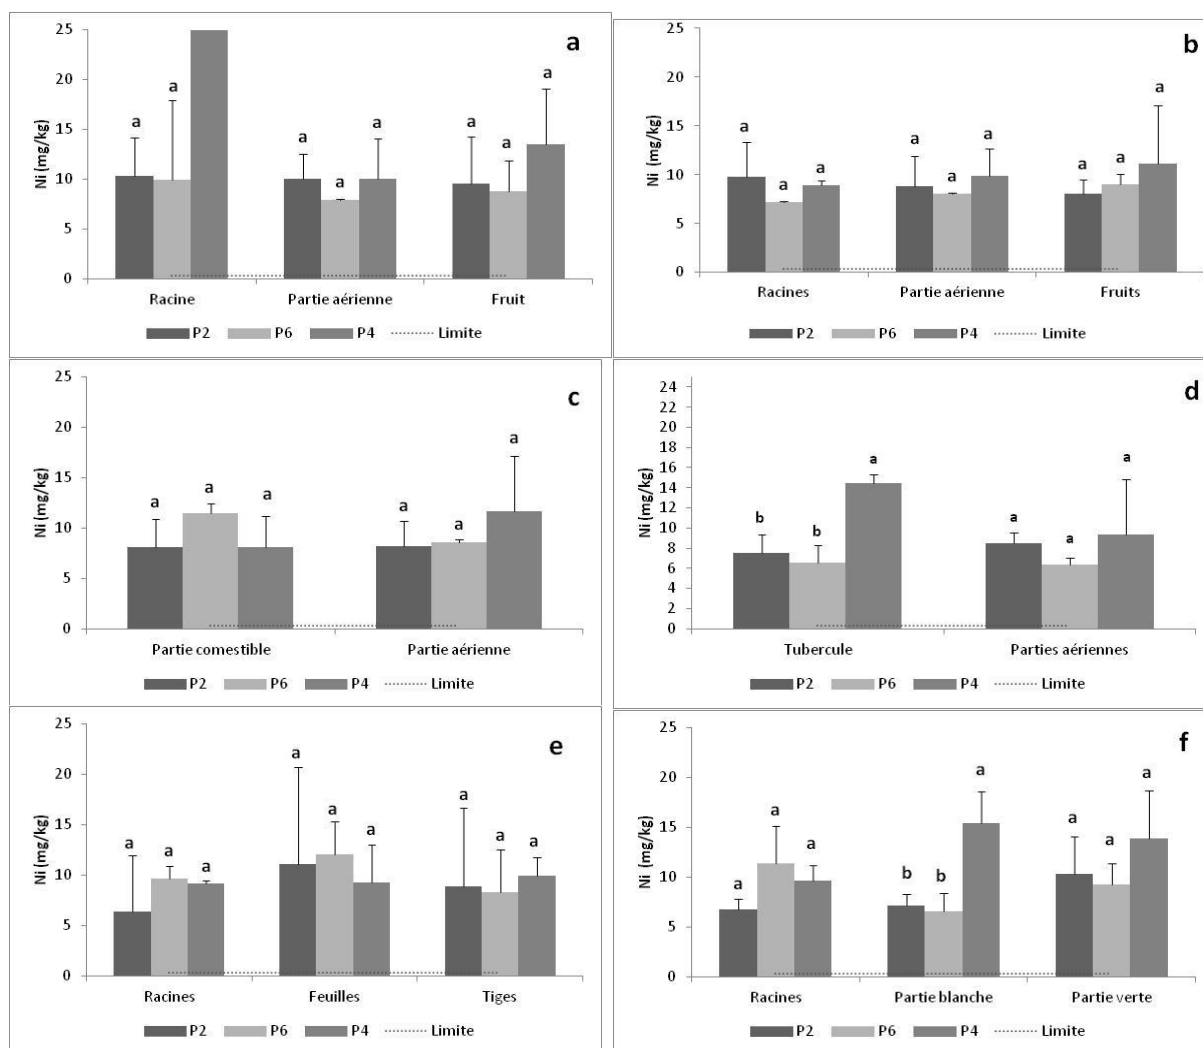 a
25
20
15
10
5
0
Ni (mg/kg)
a
a
a
a
a
a
a
a
Racine
Partie aérienne
Fruit
P2
P6
P4
Limite
b
25
20
15
10
5
0
Ni (mg/kg)
a
a
a
a
a
a
a
a
a
Racines
Partie aérienne
Fruits
P2
P6
P4
Limite
c
25
20
15
10
5
0
Ni (mg/kg)
a
a
a
a
a
a
Partie comestible
Partie aérienne
P2
P6
P4
Limite
d
24
22
20
18
16
14
12
10
8
6
4
2
0
Ni (mg/kg)
b
b
a
a
a
a
Tubercule
Parties aériennes
P2
P6
P4
Limite
e
25
20
15
10
5
0
Ni (mg/kg)
a
a
a
a
a
a
a
a
a
Racines
Feuilles
Tiges
P2
P6
P4
Limite
f
25
20
15
10
5
0
Ni (mg/kg)
a
a
a
b
b
a
a
a
a
Racines
Partie blanche
Partie verte
P2
P6
P4
Limite